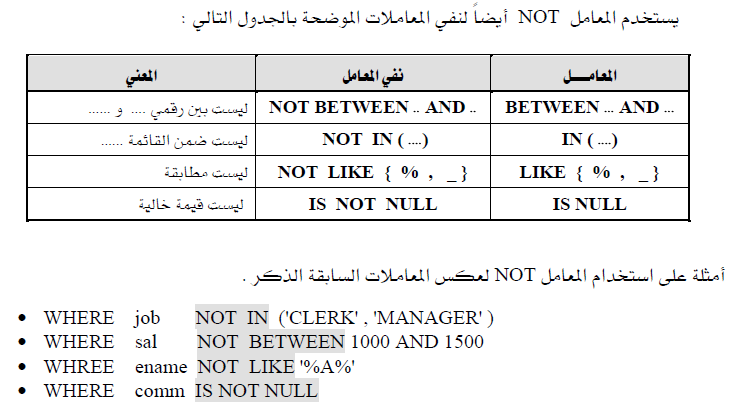 يستخدم المعامل NOT أيضاً لنفي المعاملات الموضحة بالجدول التالي :
المعامــــل نفي المعامل المعني
BETWEEN ... AND ... NOT BETWEEN .. AND .. ليست بين رقمي .... و ......
IN ( ....) NOT IN ( ....) ليست ضمن القائمة ......
LIKE { % , _ } NOT LIKE { % , _ } ليست مطابقة
IS NULL IS NOT NULL ليست قيمة خالية
أمثلة على استخدام المعامل NOT لعكس المعاملات السابقة الذكر .
• WHERE job NOT IN ('CLERK' , 'MANAGER' )
• WHERE sal NOT BETWEEN 1000 AND 1500
• WHREE ename NOT LIKE '%A%'
• WHERE comm IS NOT NULL